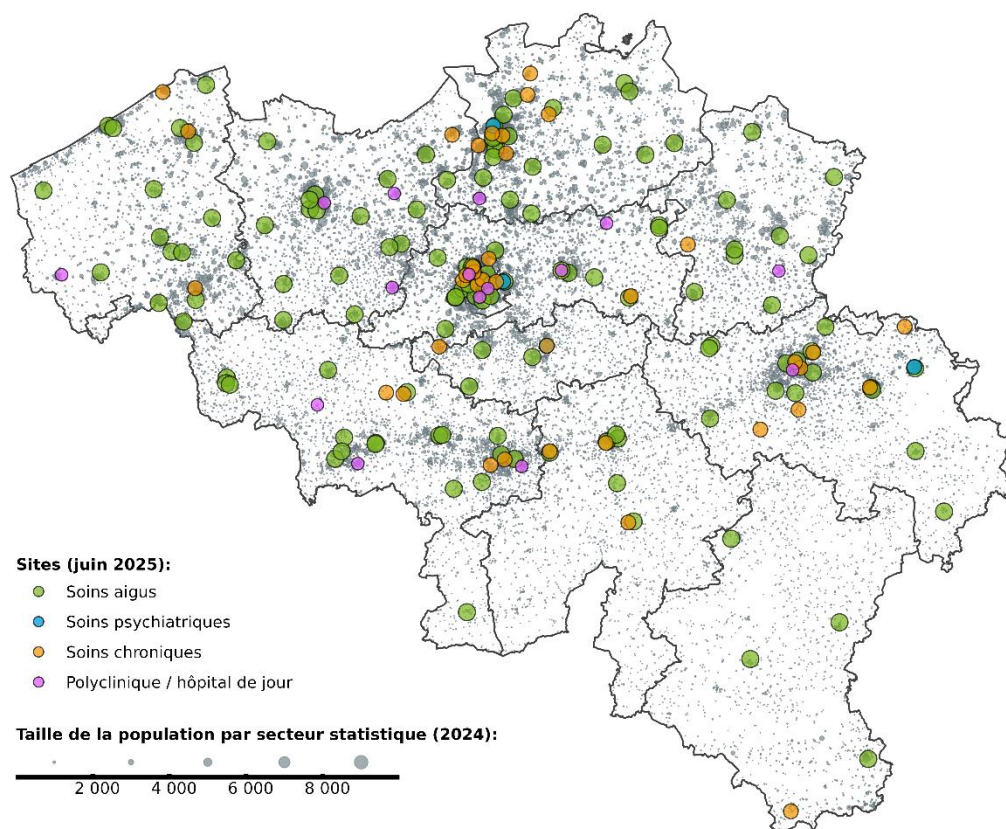 Sites (juin 2025):
Soins aigus
Soins psychiatriques
Soins chroniques
Polyclinique / hôpital de jour
Taille de la population par secteur statistique (2024):
2 000 4 000 6 000 8 000